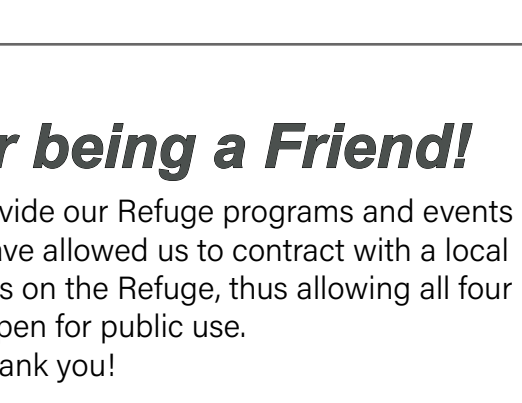 r being a Friend!
vide our Refuge programs and events
ave allowed us to contract with a local
s on the Refuge, thus allowing all four
pen for public use.
ank you!